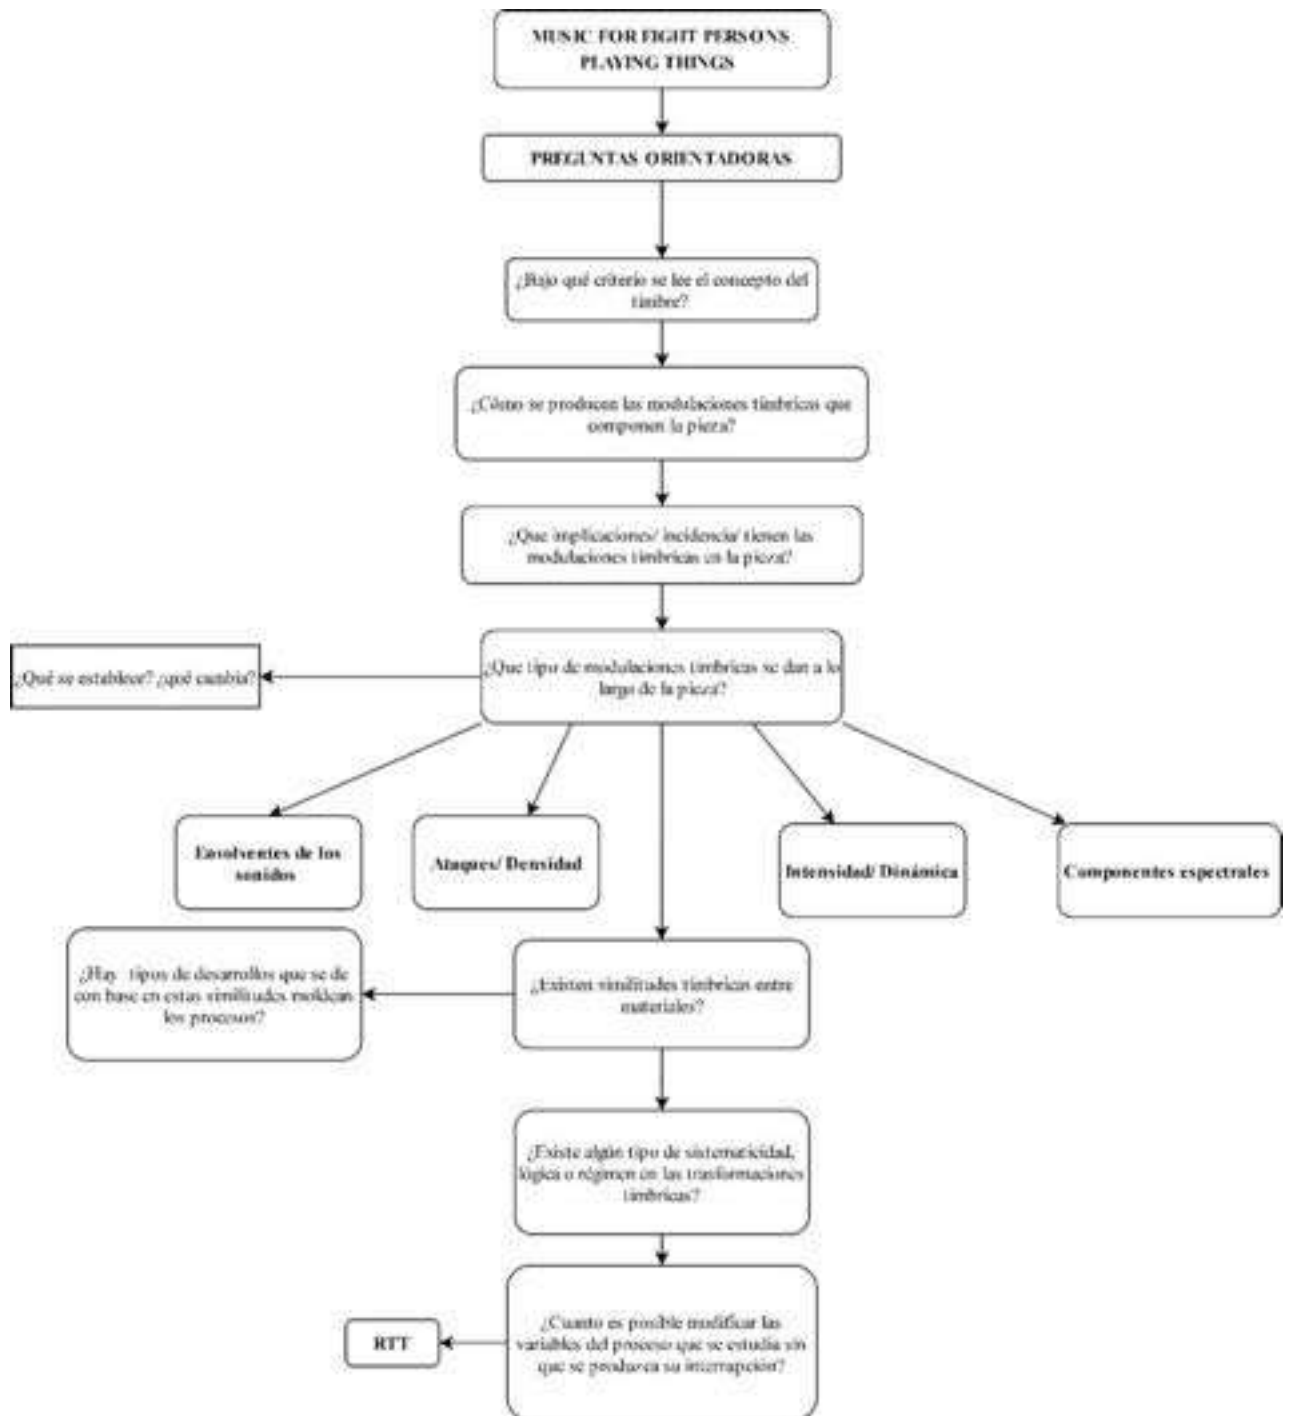 MUSIC FOR EIGHT PERSONS
PLAYING THINGS
PREGUNTAS ORIENTADORAS
¿Bajo qué criterio se lee el concepto del
timbre?
¿Cómo se producen las modulaciones tímbricas que
componen la pieza?
¿Que implicaciones/ incidencia/ tienen las
modulaciones tímbricas en la pieza?
¿Que tipo de modulaciones tímbricas se dan a lo
largo de la pieza?
¿Qué se establece? ¿qué cambia?
Envolventes de los
sonidos
Ataques/ Densidad
Intensidad/ Dinámica
Componentes espectrales
¿Existen similitudes tímbricas entre
materiales?
¿Hay tipos de desarrollos que se de
con base en estas similitudes moldean
los procesos?
¿Existe algún tipo de sistematicidad,
lógica o régimen en las trasformaciones
tímbricas?
¿Cuanto es posible modificar las
variables del proceso que se estudia sin
que se produzca su interrupción?
RTT